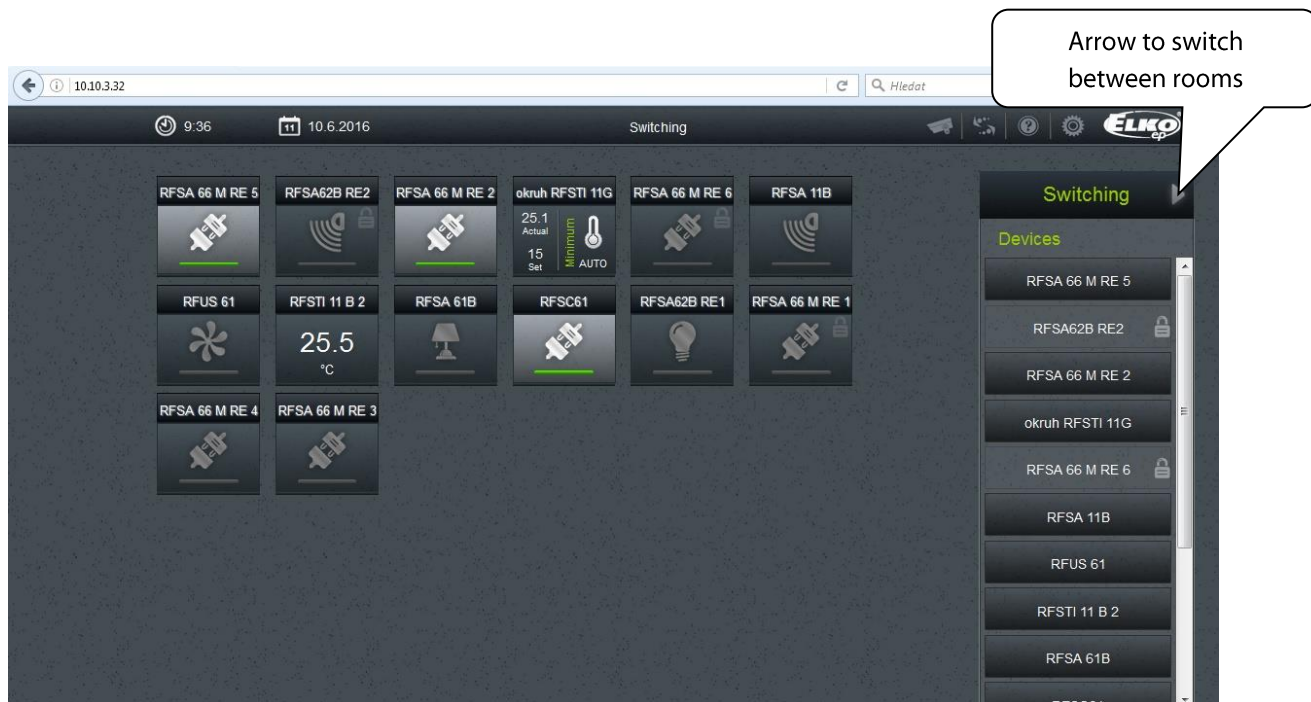 Arrow to switch
between rooms
10.10.3.32
Hledat
9:36
11 10.6.2016
Switching
ELKO
ep
RFSA 66 M RE 5
RFSA62B RE2
RFSA 66 M RE 2
okruh RFSTI 11G
RFSA 66 M RE 6
RFSA 11B
25.1
Actual
15
Set
Minimum
AUTO
RFUS 61
RFSTI 11 B 2
RFSA 61B
RFSC61
RFSA62B RE1
RFSA 66 M RE 1
25.5
°C
RFSA 66 M RE 4
RFSA 66 M RE 3
Switching
Devices
RFSA 66 M RE 5
RFSA62B RE2
RFSA 66 M RE 2
okruh RFSTI 11G
RFSA 66 M RE 6
RFSA 11B
RFUS 61
RFSTI 11 B 2
RFSA 61B